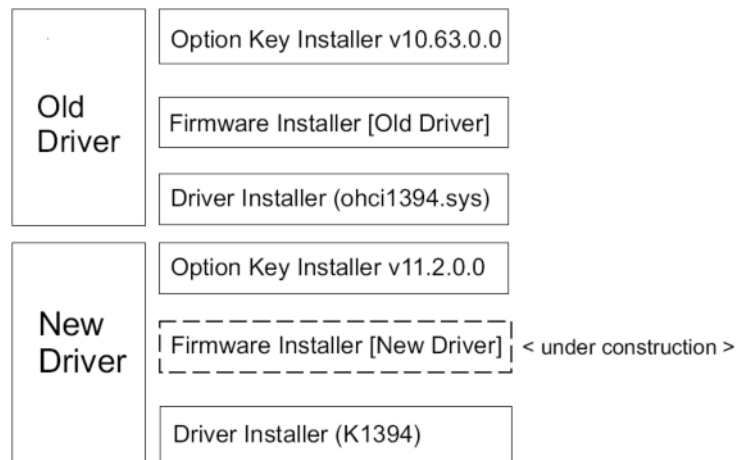 Old
Driver
Option Key Installer v10.63.0.0
Firmware Installer [Old Driver]
Driver Installer (ohci1394.sys)
New
Driver
Option Key Installer v11.2.0.0
Firmware Installer [New Driver] < under construction >
Driver Installer (K1394)